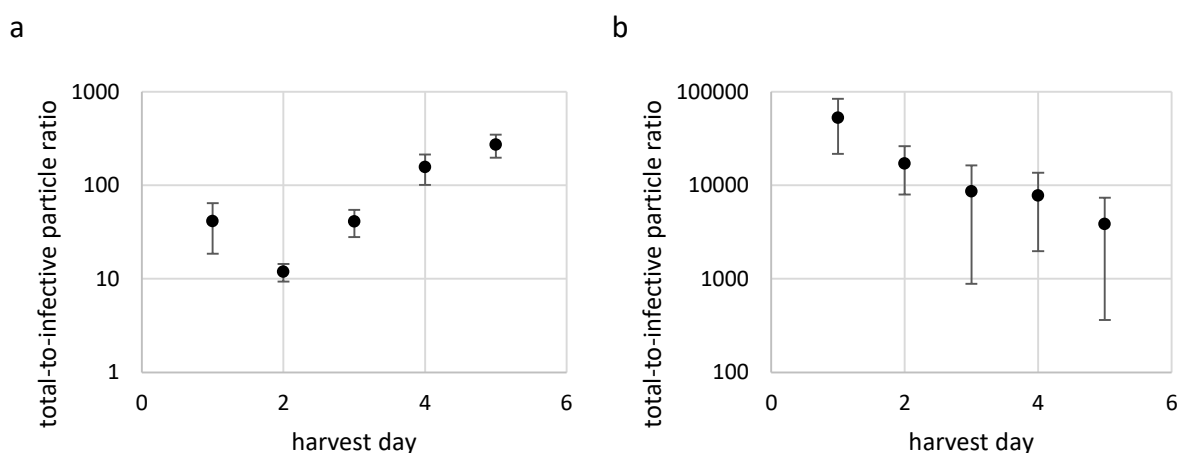 a
total-to-infective particle ratio
1000
100
10
1
0
2
4
6
harvest day
b
total-to-infective particle ratio
100000
10000
1000
100
0
2
4
6
harvest day